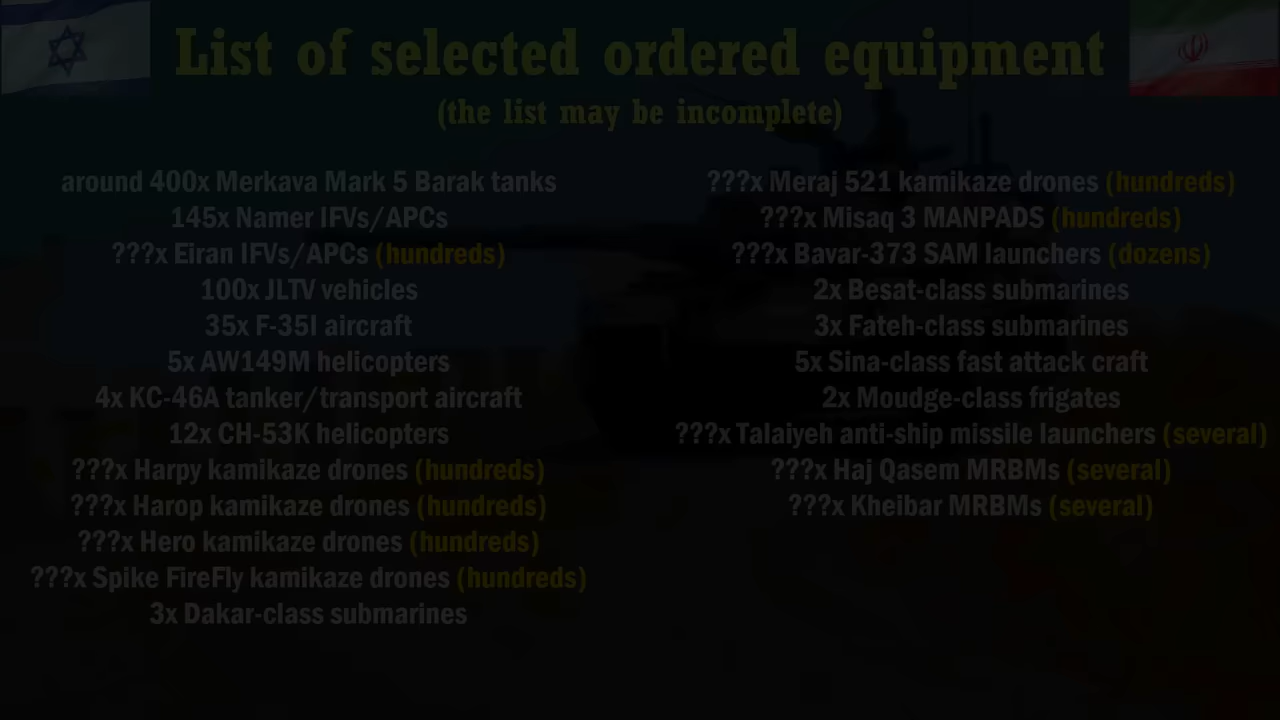 List of selected ordered equipment
(the list may be incomplete)
around 400x Merkava Mark 5 Barak tanks
145x Namer IFVs/APCs
???x Eiran IFVs/APCs (hundreds)
100x JLTV vehicles
35x F-35I aircraft
5x AW149M helicopters
4x KC-46A tanker/transport aircraft
12x CH-53K helicopters
???x Harpy kamikaze drones (hundreds)
???x Harop kamikaze drones (hundreds)
???x Hero kamikaze drones (hundreds)
???x Spike FireFly kamikaze drones (hundreds)
3x Dakar-class submarines
???x Meraj 521 kamikaze drones (hundreds)
???x Misaq 3 MANPADS (hundreds)
???x Bavar-373 SAM launchers (dozens)
2x Besat-class submarines
3x Fateh-class submarines
5x Sina-class fast attack craft
2x Moudge-class frigates
???x Talaiyeh anti-ship missile launchers (several)
???x Haj Qasem MRBMs (several)
???x Kheibar MRBMs (several)